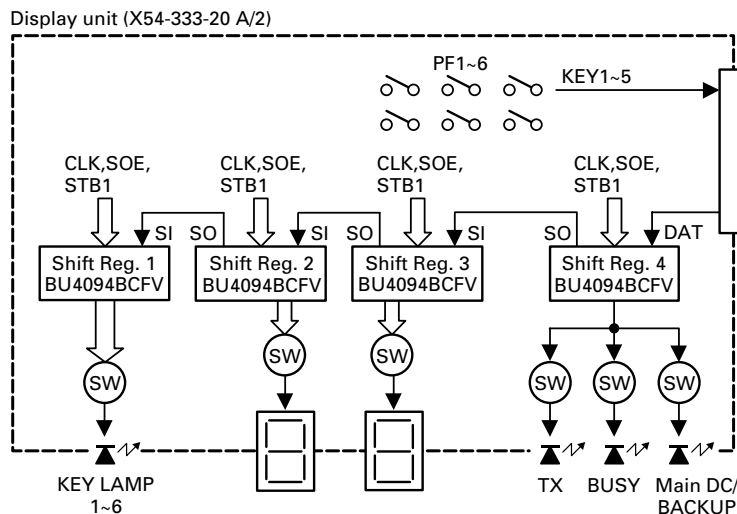 Display unit (X54-333-20 A/2)
PF1~6
KEY1~5
CLK,SOE,
STB1
CLK,SOE,
STB1
CLK,SOE,
STB1
CLK,SOE,
STB1
SI
SO
SI
SO
SI
SO
DAT
Shift Reg. 1
BU4094BCFV
Shift Reg. 2
BU4094BCFV
Shift Reg. 3
BU4094BCFV
Shift Reg. 4
BU4094BCFV
SW
SW
SW
SW
SW
SW
KEY LAMP
1~6
TX
BUSY
Main DC/
BACKUP